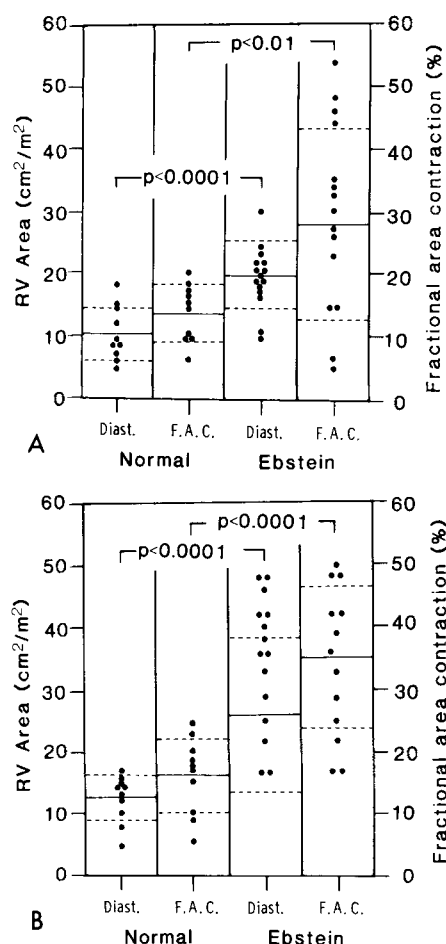 A
RV Area (cm²/m²)
60
50
40
30
20
10
0
p<0.01
p<0.0001
60
50
40
30
20
10
0
Fractional area contraction (%)
Diast. F.A.C. Diast. F.A.C.
Normal Ebstein
B
RV Area (cm²/m²)
60
50
40
30
20
10
0
p<0.0001
p<0.0001
60
50
40
30
20
10
0
Fractional area contraction (%)
Diast. F.A.C. Diast. F.A.C.
Normal Ebstein